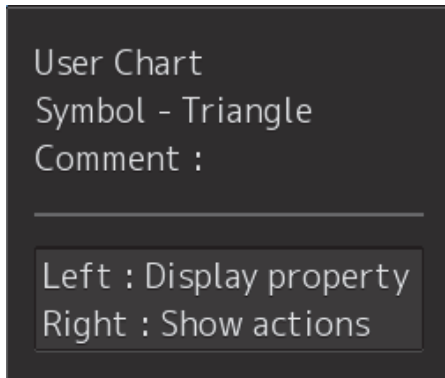 User Chart
Symbol - Triangle
Comment :
Left : Display property
Right : Show actions